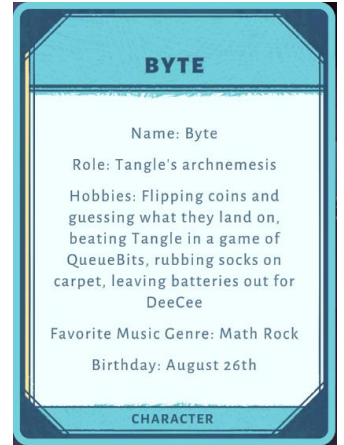 BYTE
Name: Byte
Role: Tangle's archnemesis
Hobbies: Flipping coins and
guessing what they land on,
beating Tangle in a game of
QueueBits, rubbing socks on
carpet, leaving batteries out for
DeeCee
Favorite Music Genre: Math Rock
Birthday: August 26th
CHARACTER